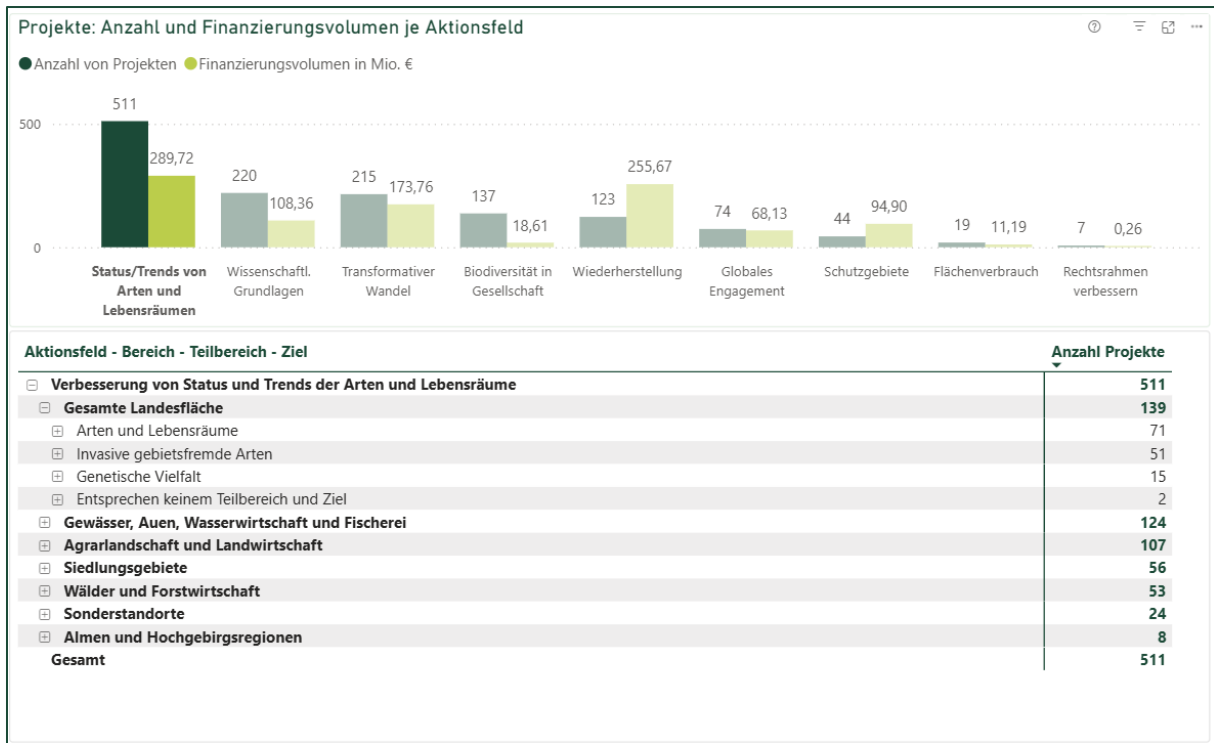 Projekte: Anzahl und Finanzierungsvolumen je Aktionsfeld
Anzahl von Projekten Finanzierungsvolumen in Mio. €
500
0
511 289,72
220 108,36
215 173,76
137 18,61
123 255,67
74 68,13
44 94,90
19 11,19
7 0,26
Status/Trends von
Arten und
Lebensräumen
Wissenschaftl.
Grundlagen
Transformativer
Wandel
Biodiversität in
Gesellschaft
Wiederherstellung
Globales
Engagement
Schutzgebiete
Flächenverbrauch
Rechtsrahmen
verbessern
Aktionsfeld - Bereich - Teilbereich - Ziel Anzahl Projekte
Verbesserung von Status und Trends der Arten und Lebensräume 511
Gesamte Landesfläche 139
Arten und Lebensräume 71
Invasive gebietsfremde Arten 51
Genetische Vielfalt 15
Entsprechen keinem Teilbereich und Ziel 2
Gewässer, Auen, Wasserwirtschaft und Fischerei 124
Agrarlandschaft und Landwirtschaft 107
Siedlungsgebiete 56
Wälder und Forstwirtschaft 53
Sonderstandorte 24
Almen und Hochgebirgsregionen 8
Gesamt 511